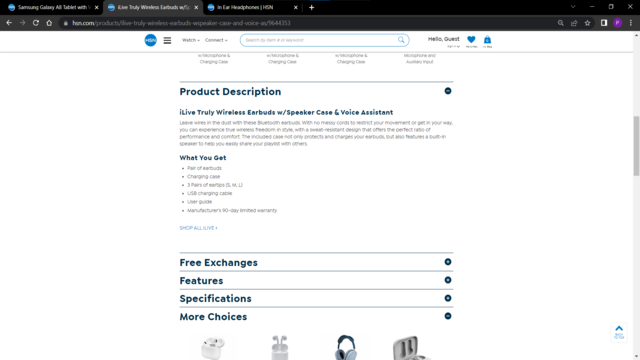 Samsung Galaxy A8 Tablet with V
iLive Truly Wireless Earbuds w/S
In Ear Headphones | HSN
hsn.com/products/ilive-truly-wireless-earbuds-wspeaker-case-and-voice-as/9644353
HSN
Watch
Connect
Search by item # or keyword
Hello, Guest
w/Microphone &
Charging Case
w/Microphone &
Charging Case
w/Microphone &
Charging Case
Microphone and
Auxiliary Input
Product Description
iLive Truly Wireless Earbuds w/Speaker Case & Voice Assistant
Leave wires in the dust with these Bluetooth earbuds. With no messy cords to restrict your movement or get in your way,
you can experience true wireless freedom in style, with a sweat-resistant design that offers the perfect ratio of
performance and comfort. The included case not only protects and charges your earbuds, but also features a built-in
speaker to help you easily share your playlist with others.
What You Get
• Pair of earbuds
• Charging case
• 3 Pairs of eartips (S, M, L)
• USB charging cable
• User guide
• Manufacturer's 90-day limited warranty
SHOP ALL ILIVE >
Free Exchanges
Features
Specifications
More Choices
BACK
TO TOP